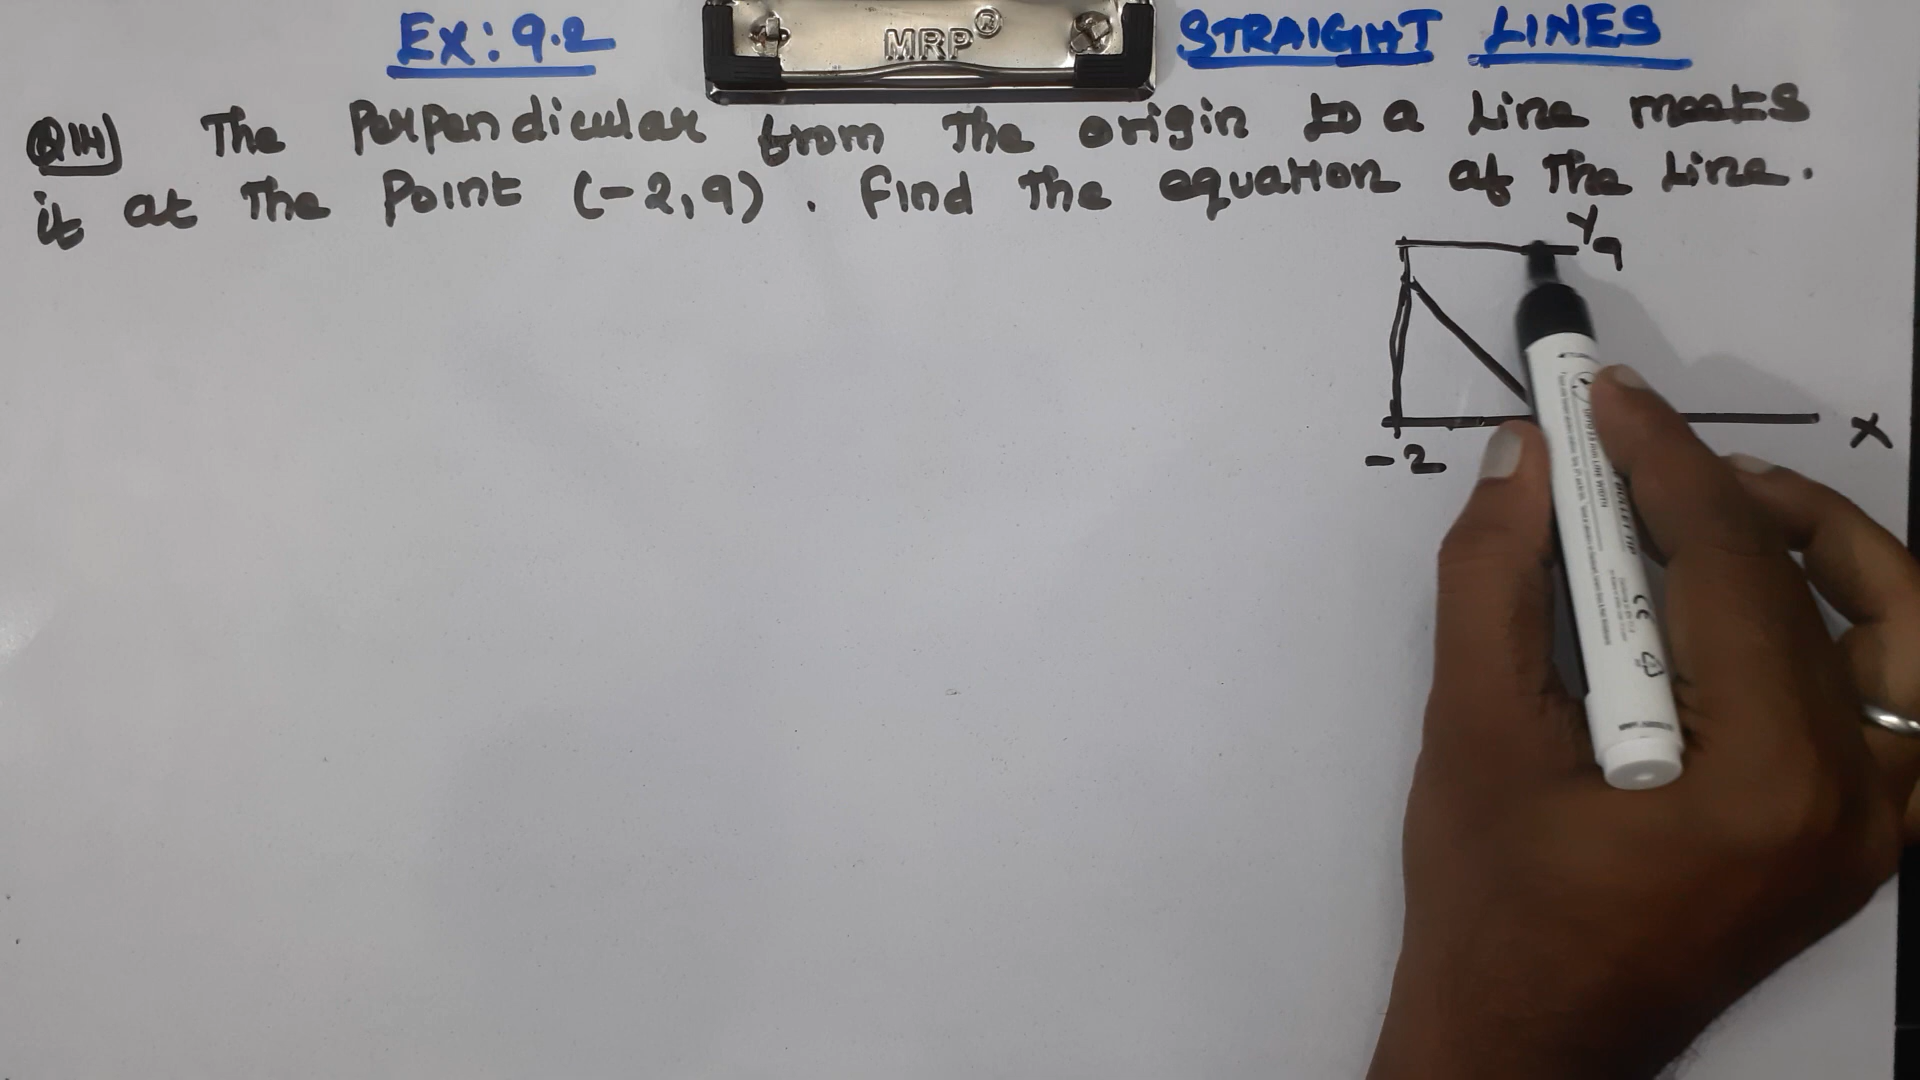 EX: 9.2
MRP®
STRAIGHT LINES
Q14) The Perpendicular from The origin to a Line meets
it at The Point (-2,9). Find The equation of The Line.
Y
9
X
-2
CE